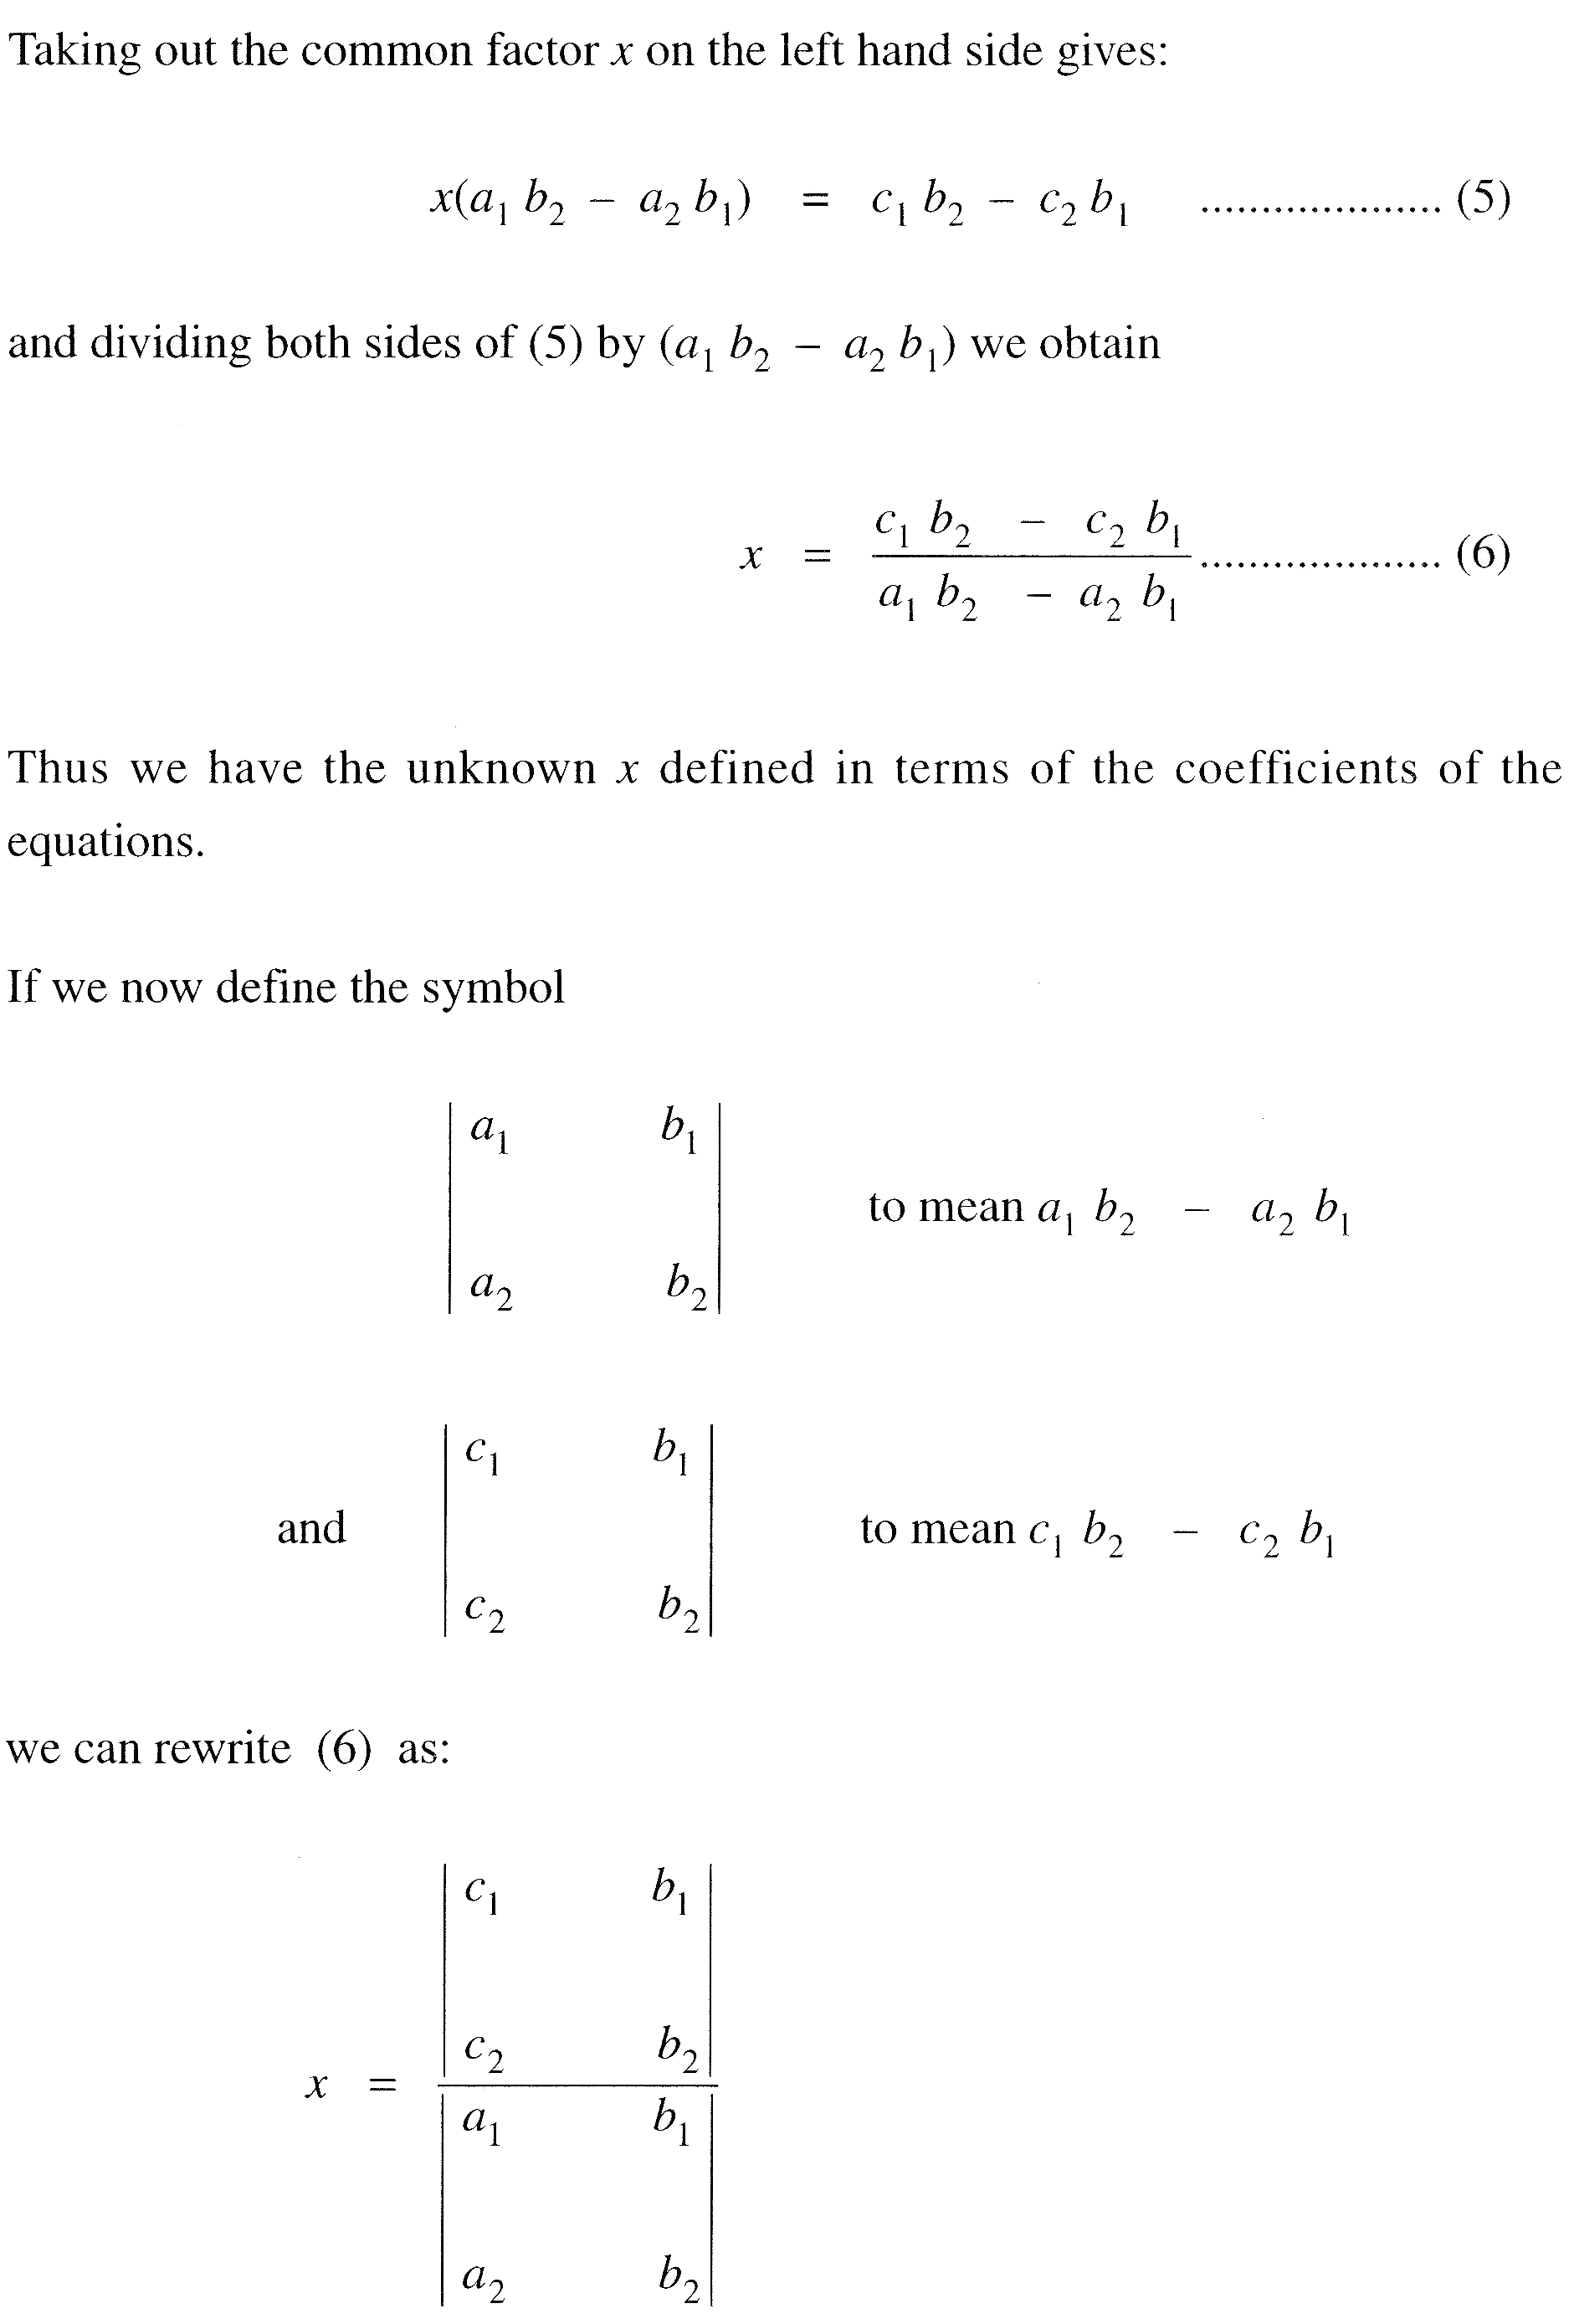 Taking out the common factor x on the left hand side gives:
x(a₁ b₂ − a₂ b₁) = c₁ b₂ − c₂ b₁ .................... (5)
and dividing both sides of (5) by (a₁ b₂ − a₂ b₁) we obtain
c₁ b₂ − c₂ b₁
x = .................... (6)
a₁ b₂ − a₂ b₁
Thus we have the unknown x defined in terms of the coefficients of the
equations.
If we now define the symbol
a₁ b₁
to mean a₁ b₂ − a₂ b₁
a₂ b₂
c₁ b₁
and to mean c₁ b₂ − c₂ b₁
c₂ b₂
we can rewrite (6) as:
c₁ b₁
c₂ b₂
x =
a₁ b₁
a₂ b₂